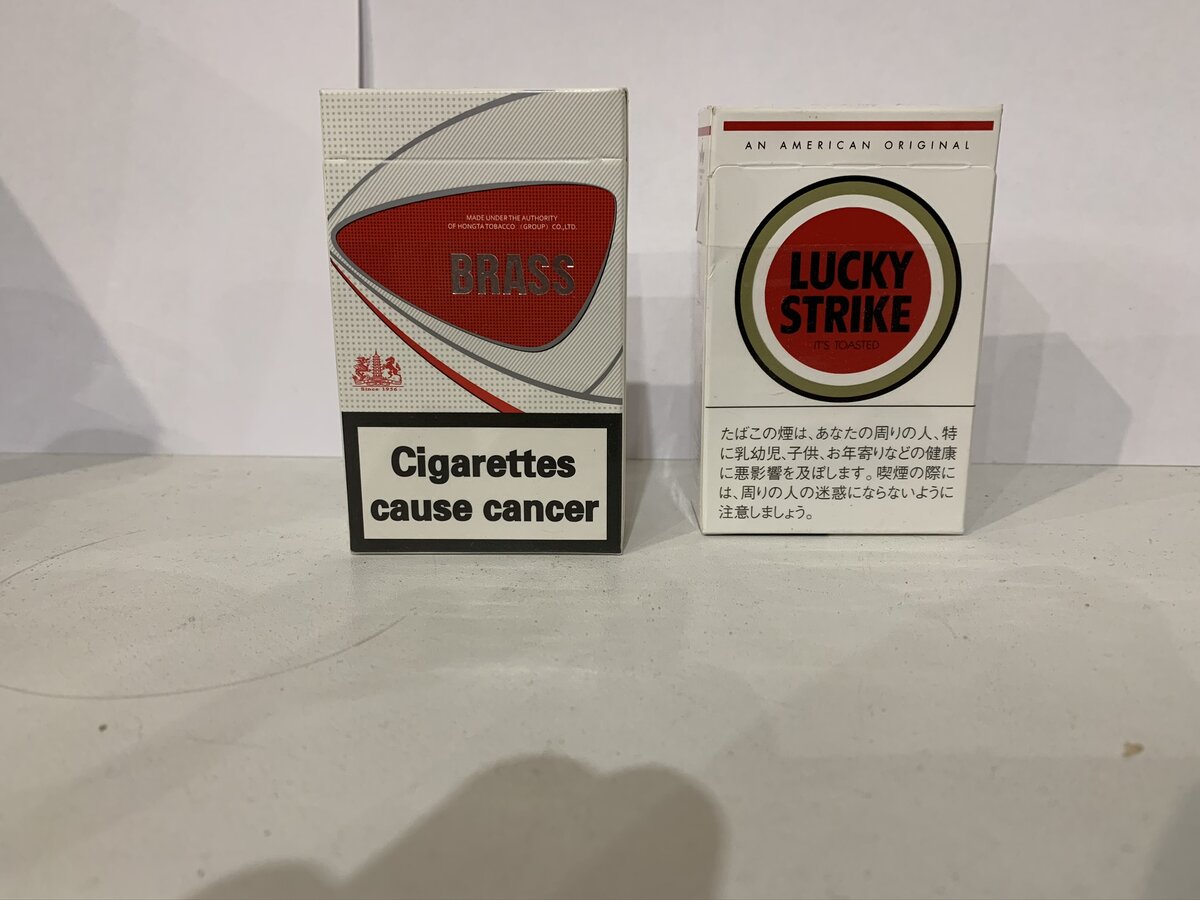 MADE UNDER THE AUTHORITY
OF HONGTA TOBACCO (GROUP) CO.,LTD.
BRASS
Since 1956
Cigarettes
cause cancer
AN AMERICAN ORIGINAL
LUCKY
STRIKE
IT'S TOASTED
たばこの煙は、あなたの周りの人、特
に乳幼児、子供、お年寄りなどの健康
に悪影響を及ぼします。喫煙の際に
は、周りの人の迷惑にならないように
注意しましょう。